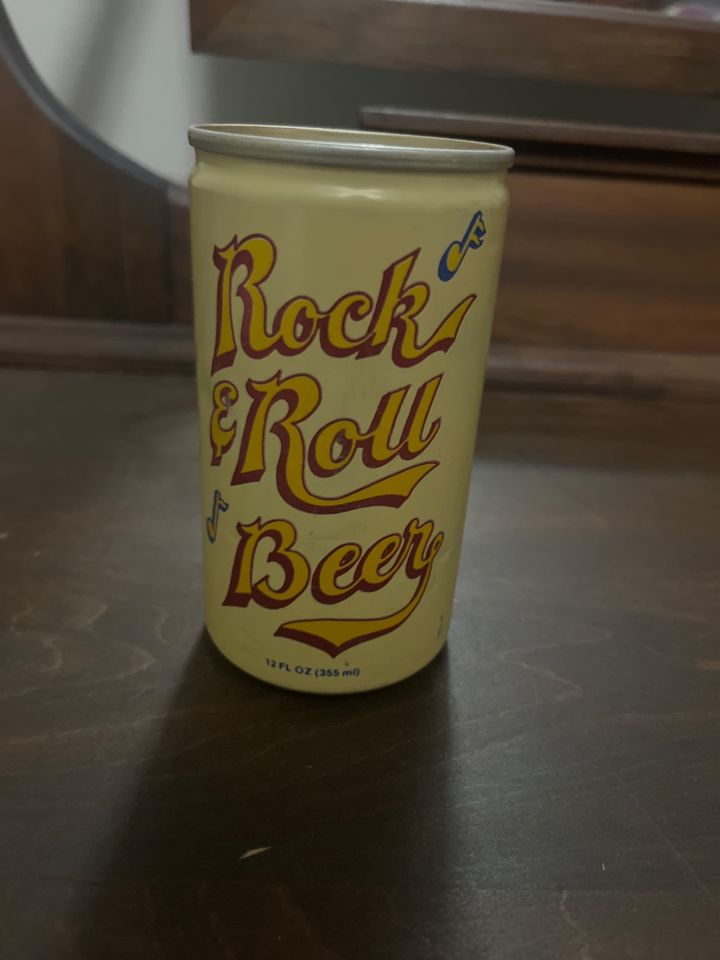 Rock
& Roll
Beer
12 FL OZ (355 ml)